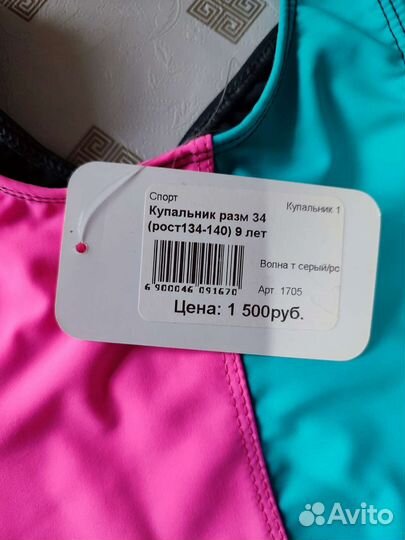 Спорт
Купальник 1
Купальник разм 34
(рост134-140) 9 лет
Волна т серый/рс
6 900046 091670
Арт 1705
Цена: 1 500руб.
Avito